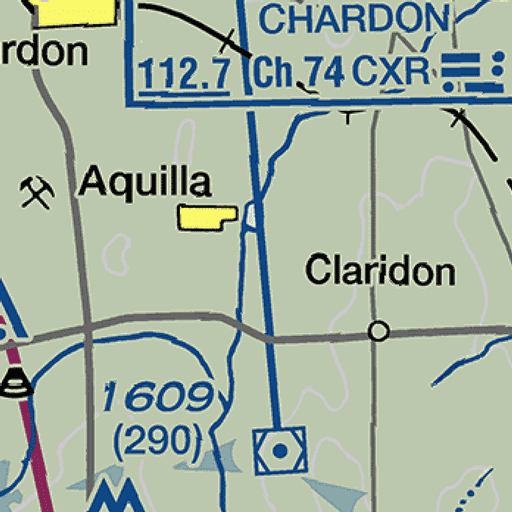 CHARDON
rdon
112.7 Ch 74 CXR
Aquilla
Claridon
1609
(290)